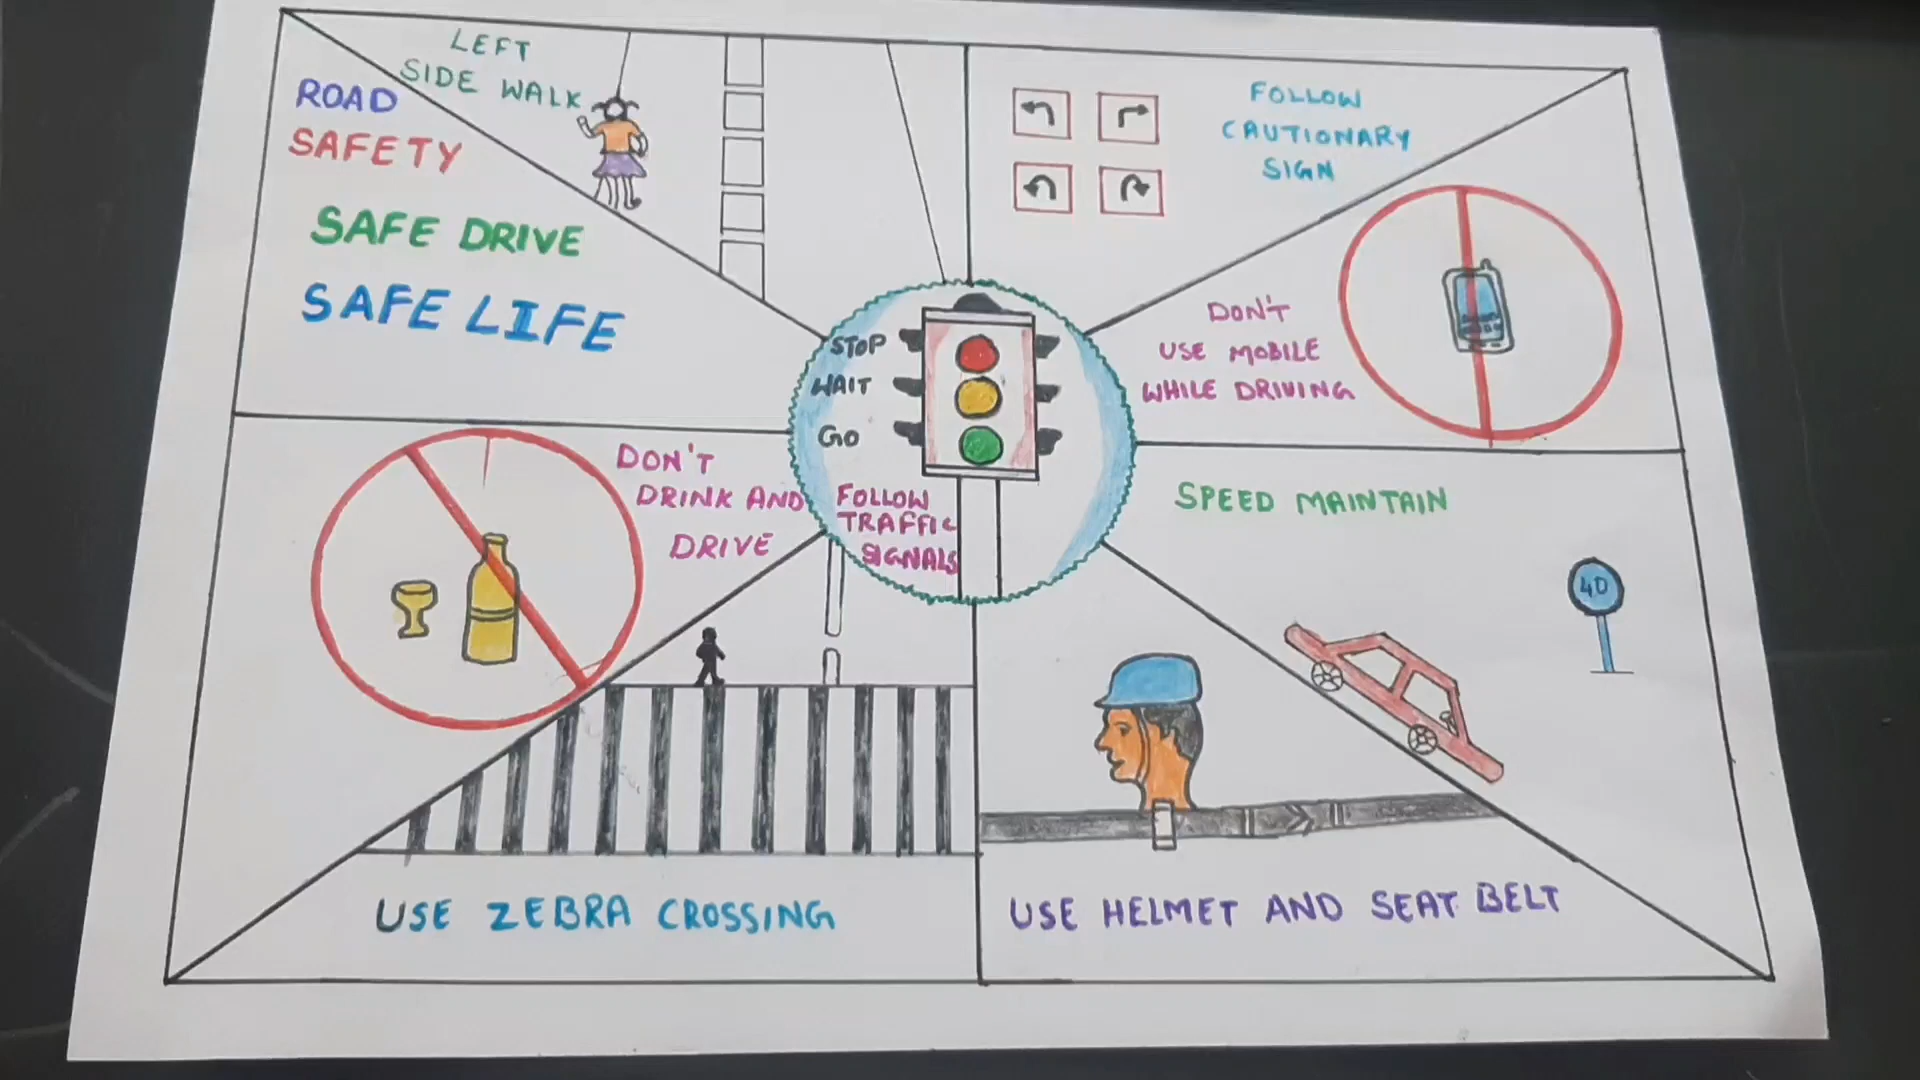 LEFT
SIDE WALK
ROAD
SAFETY
SAFE DRIVE
SAFE LIFE
FOLLOW
CAUTIONARY
SIGN
DON'T
USE MOBILE
WHILE DRIVING
STOP
WAIT
GO
FOLLOW
TRAFFIC
SIGNALS
DON'T
DRINK AND
DRIVE
SPEED MAINTAIN
40
USE ZEBRA CROSSING
USE HELMET AND SEAT BELT